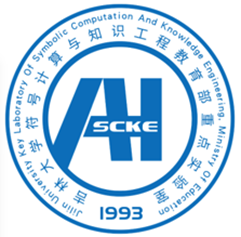 Jilin University Key Laboratory Of Symbolic Computation And Knowledge Engineering, Ministry Of Education
吉林大学符号计算与知识工程教育部重点实验室
AI
SCKE
1993